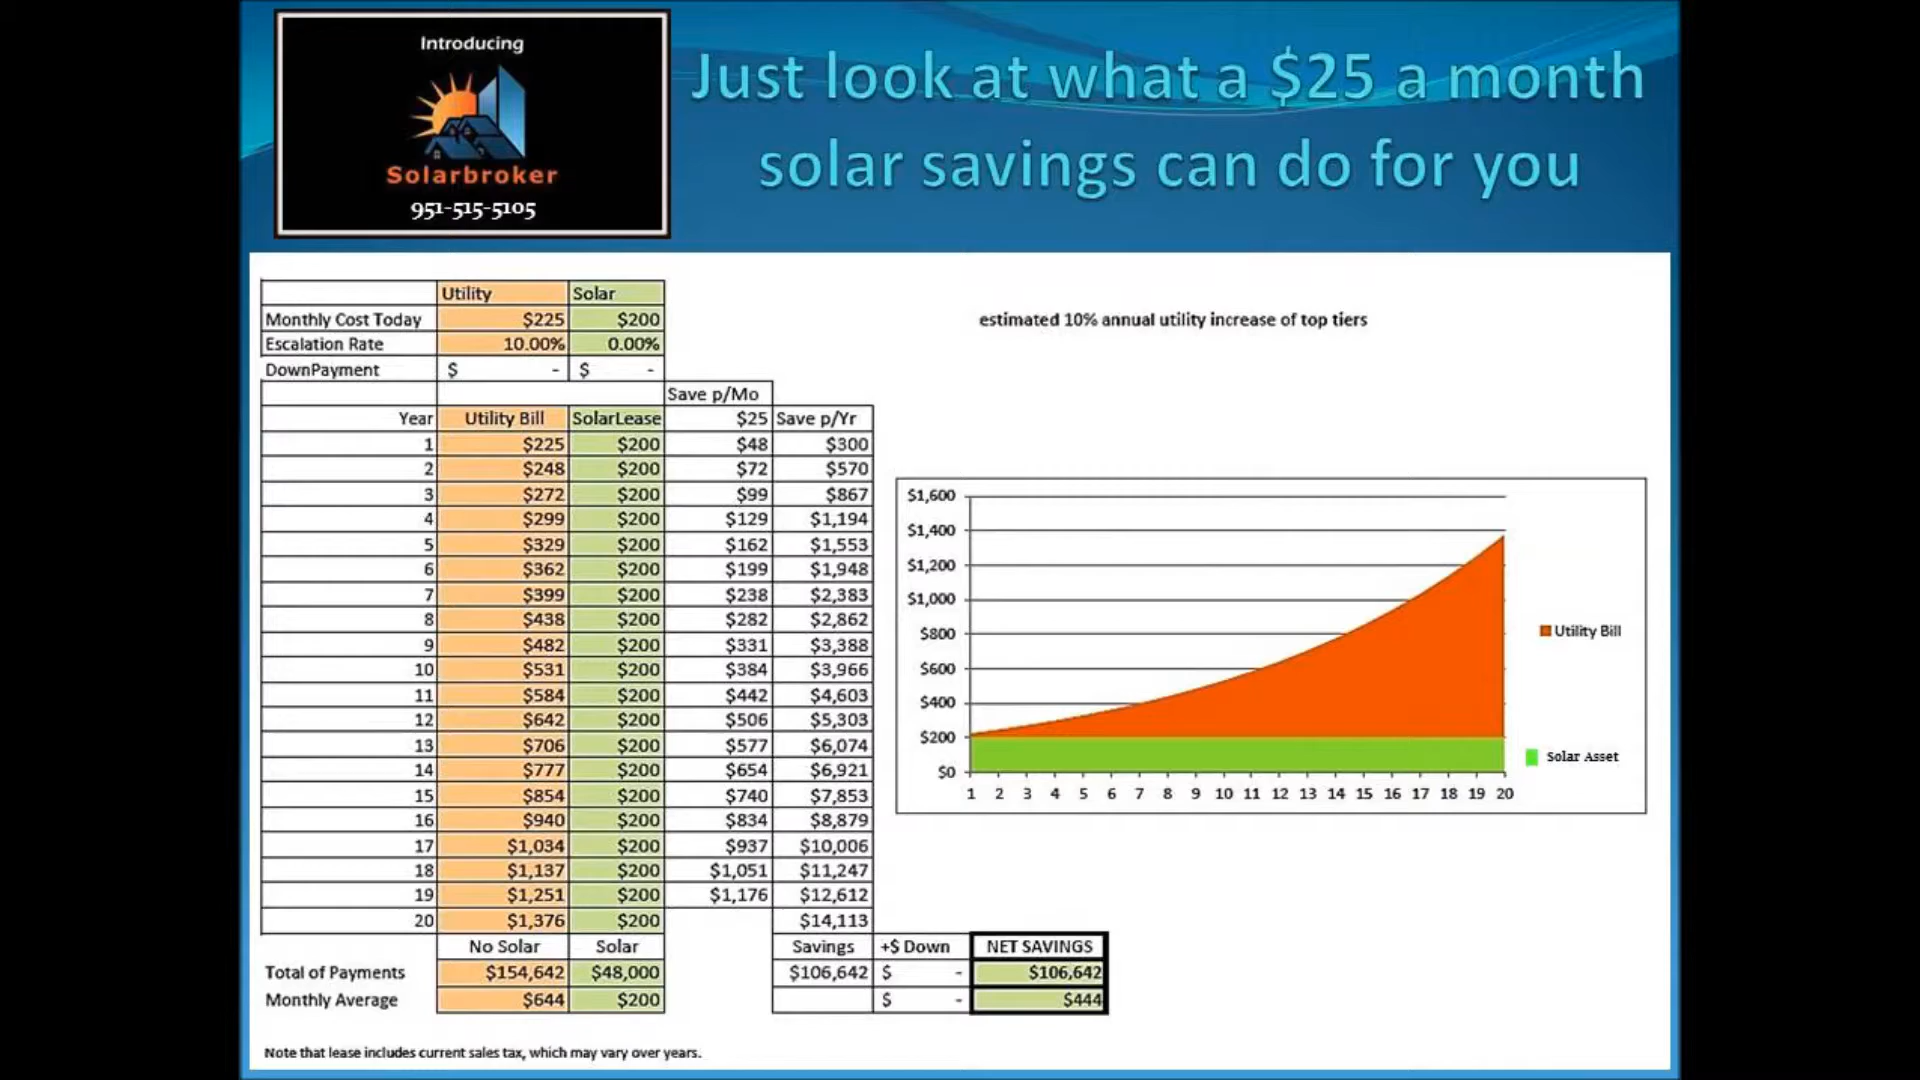 Introducing
Solarbroker
951-515-5105
Just look at what a $25 a month
solar savings can do for you
Utility Solar
Monthly Cost Today $225 $200
Escalation Rate 10.00% 0.00%
DownPayment $ - $ -
estimated 10% annual utility increase of top tiers
Save p/Mo
Year Utility Bill SolarLease $25 Save p/Yr
1 $225 $200 $48 $300
2 $248 $200 $72 $570
3 $272 $200 $99 $867
4 $299 $200 $129 $1,194
5 $329 $200 $162 $1,553
6 $362 $200 $199 $1,948
7 $399 $200 $238 $2,383
8 $438 $200 $282 $2,862
9 $482 $200 $331 $3,388
10 $531 $200 $384 $3,966
11 $584 $200 $442 $4,603
12 $642 $200 $506 $5,303
13 $706 $200 $577 $6,074
14 $777 $200 $654 $6,921
15 $854 $200 $740 $7,853
16 $940 $200 $834 $8,879
17 $1,034 $200 $937 $10,006
18 $1,137 $200 $1,051 $11,247
19 $1,251 $200 $1,176 $12,612
20 $1,376 $200 $14,113
No Solar Solar Savings +$ Down NET SAVINGS
Total of Payments $154,642 $48,000 $106,642 $ - $106,642
Monthly Average $644 $200 $ - $444
Note that lease includes current sales tax, which may vary over years.
$1,600
$1,400
$1,200
$1,000
$800
$600
$400
$200
$0
1 2 3 4 5 6 7 8 9 10 11 12 13 14 15 16 17 18 19 20
Utility Bill
Solar Asset